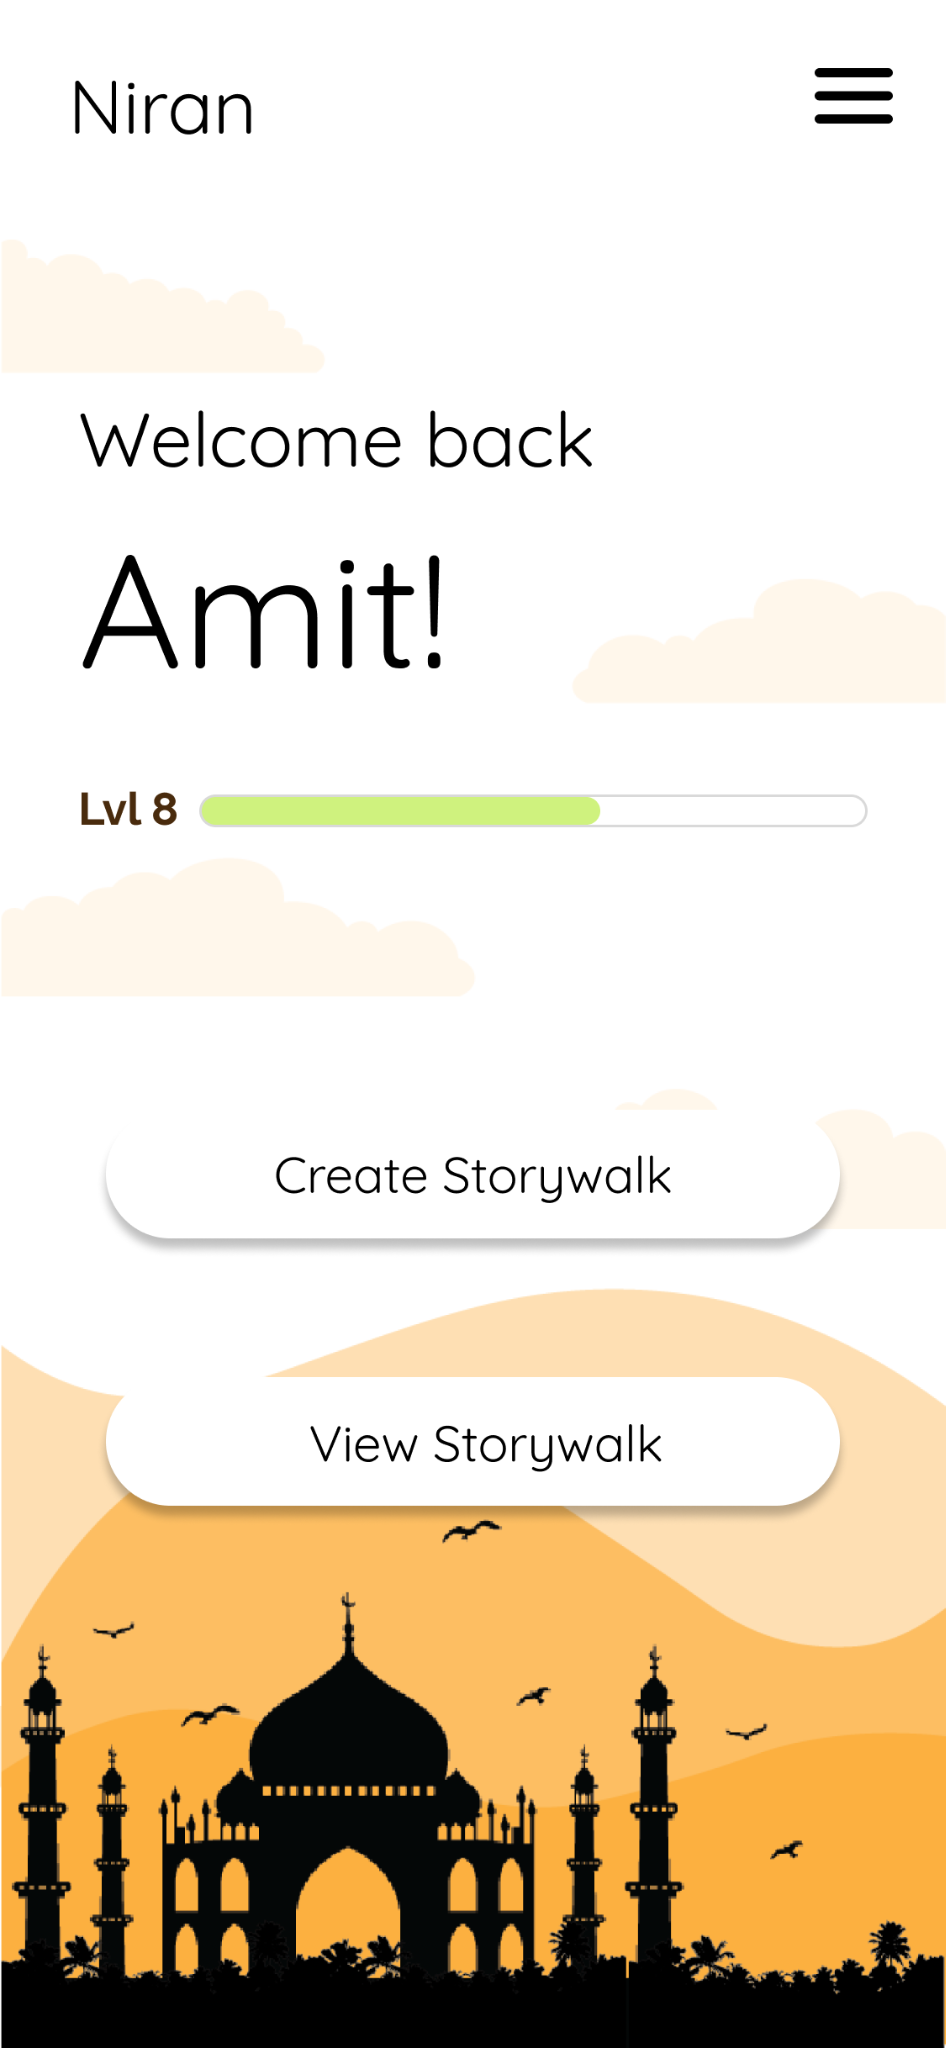 Niran
Welcome back
Amit!
Lvl 8
Create Storywalk
View Storywalk